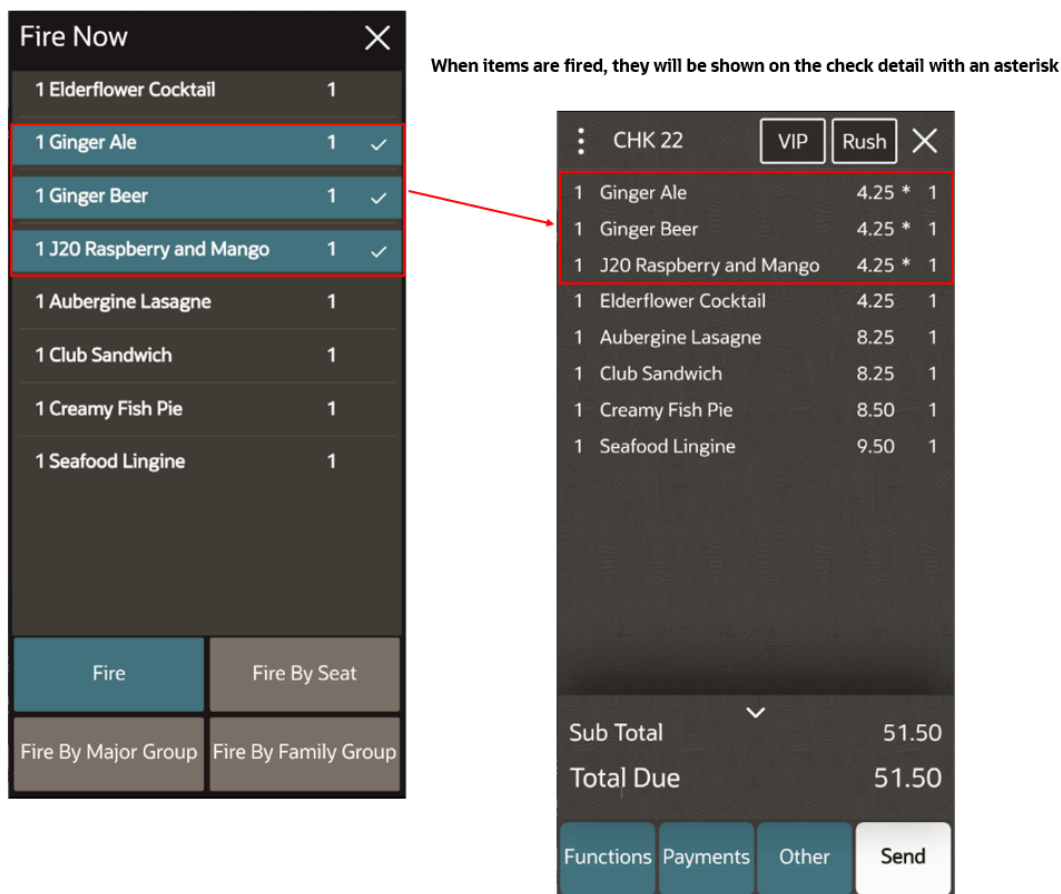 Fire Now
1 Elderflower Cocktail 1
1 Ginger Ale 1
1 Ginger Beer 1
1 J20 Raspberry and Mango 1
1 Aubergine Lasagne 1
1 Club Sandwich 1
1 Creamy Fish Pie 1
1 Seafood Lingine 1
Fire Fire By Seat
Fire By Major Group Fire By Family Group
When items are fired, they will be shown on the check detail with an asterisk
CHK 22 VIP Rush
1 Ginger Ale 4.25 * 1
1 Ginger Beer 4.25 * 1
1 J20 Raspberry and Mango 4.25 * 1
1 Elderflower Cocktail 4.25 1
1 Aubergine Lasagne 8.25 1
1 Club Sandwich 8.25 1
1 Creamy Fish Pie 8.50 1
1 Seafood Lingine 9.50 1
Sub Total 51.50
Total Due 51.50
Functions Payments Other Send